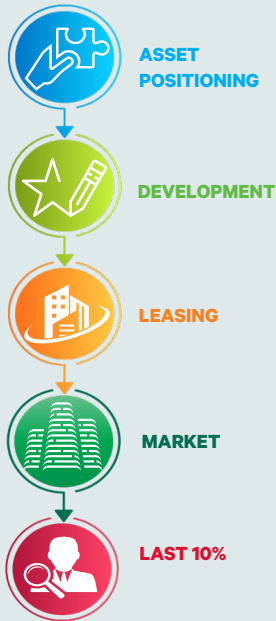 ASSET
POSITIONING
DEVELOPMENT
LEASING
MARKET
LAST 10%